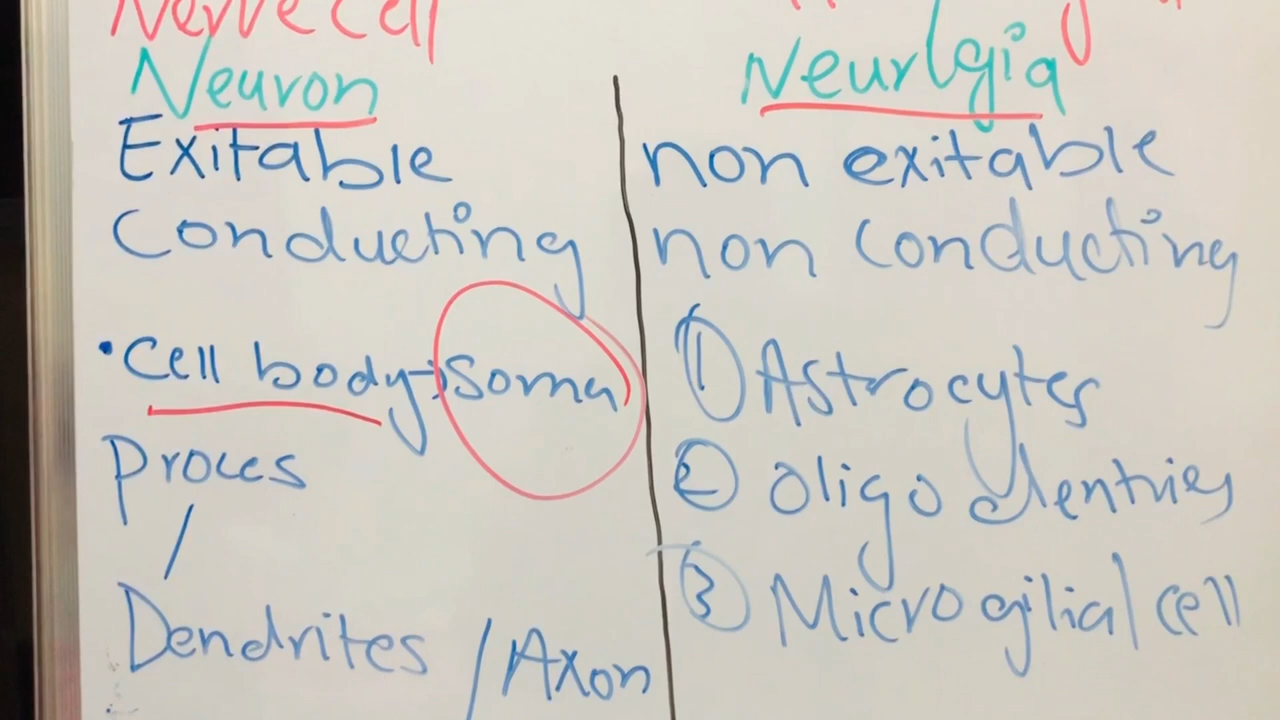 Nerve cell
Neuron
Exitable
Conducting
• Cell body → Soma
Proces
/
Dendrites / Axon
Neurlgia
non exitable
non conducting
① Astrocytes
② Oligo dentries
③ Microgilial cell